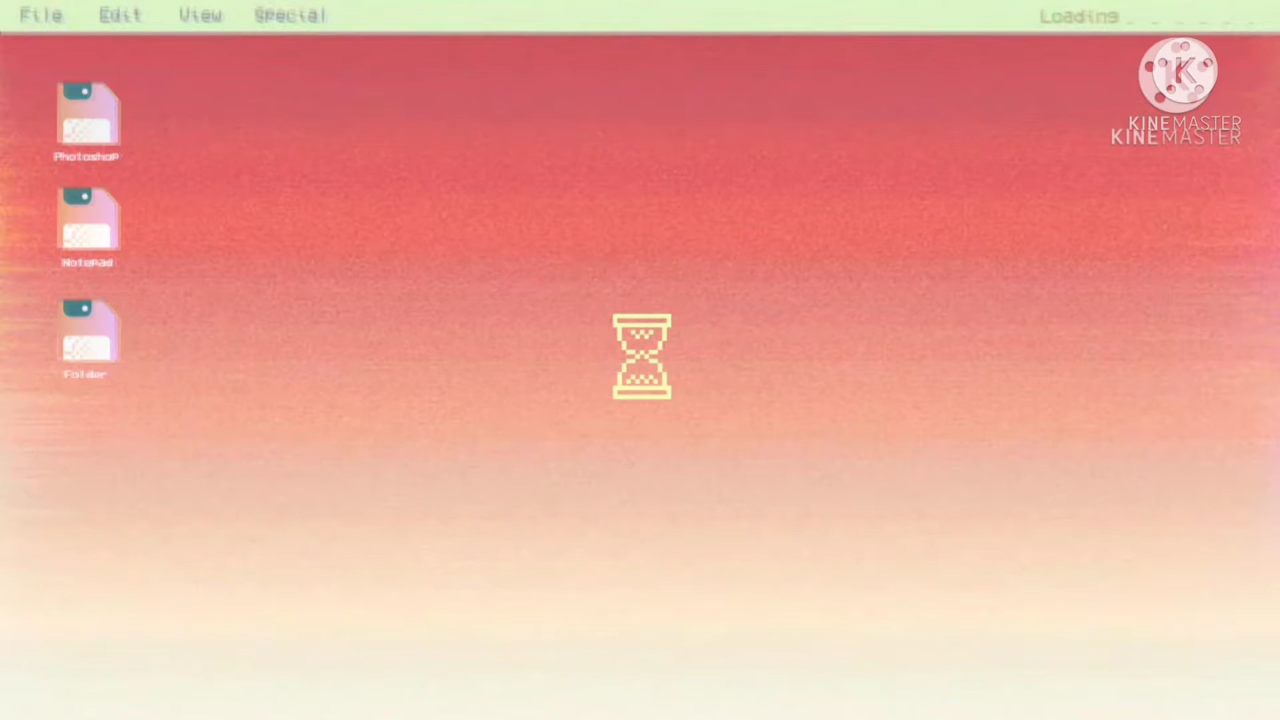 File Edit View Special
Loading
Photoshop
Notepad
Folder
K
KINEMASTER
KINEMASTER